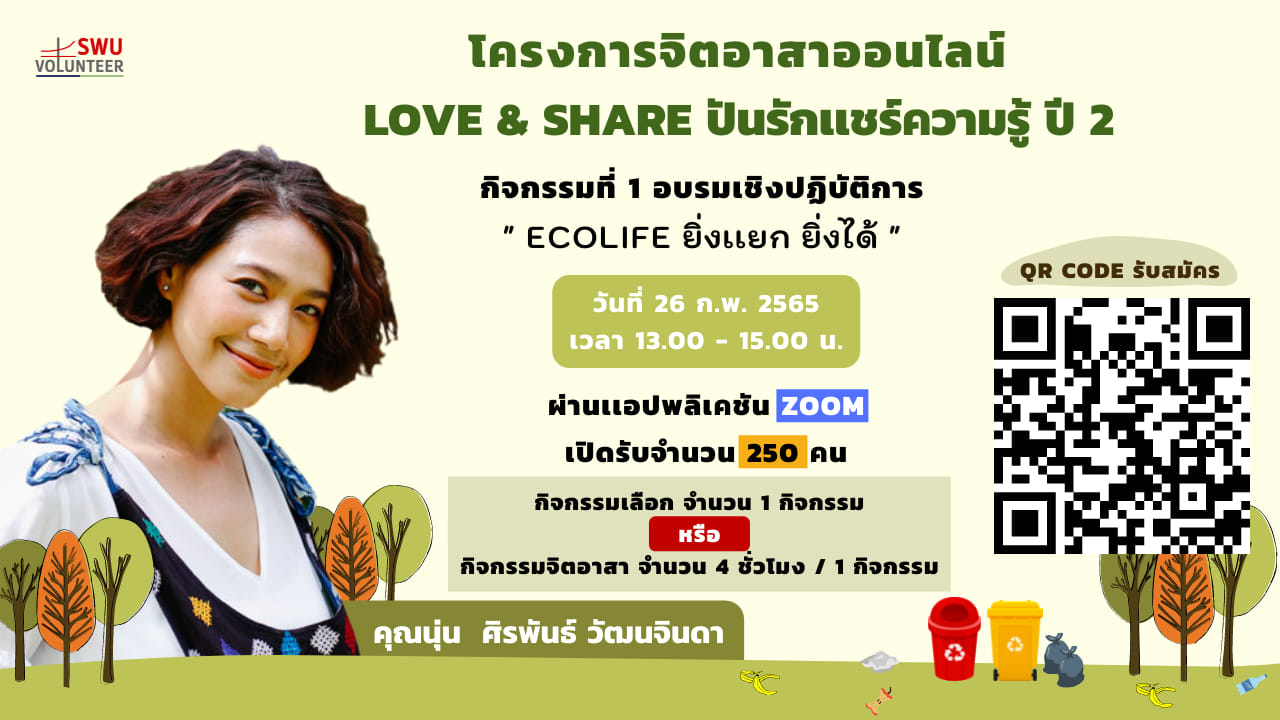 SWU
VOLUNTEER
โครงการจิตอาสาออนไลน์
LOVE & SHARE ปันรักแชร์ความรู้ ปี 2
กิจกรรมที่ 1 อบรมเชิงปฏิบัติการ
" ECOLIFE ยิ่งแยก ยิ่งได้ "
วันที่ 26 ก.พ. 2565
เวลา 13.00 - 15.00 น.
ผ่านแอปพลิเคชัน ZOOM
เปิดรับจำนวน 250 คน
กิจกรรมเลือก จำนวน 1 กิจกรรม
หรือ
กิจกรรมจิตอาสา จำนวน 4 ชั่วโมง / 1 กิจกรรม
คุณนุ่น ศิรพันธ์ วัฒนจินดา
QR CODE รับสมัคร